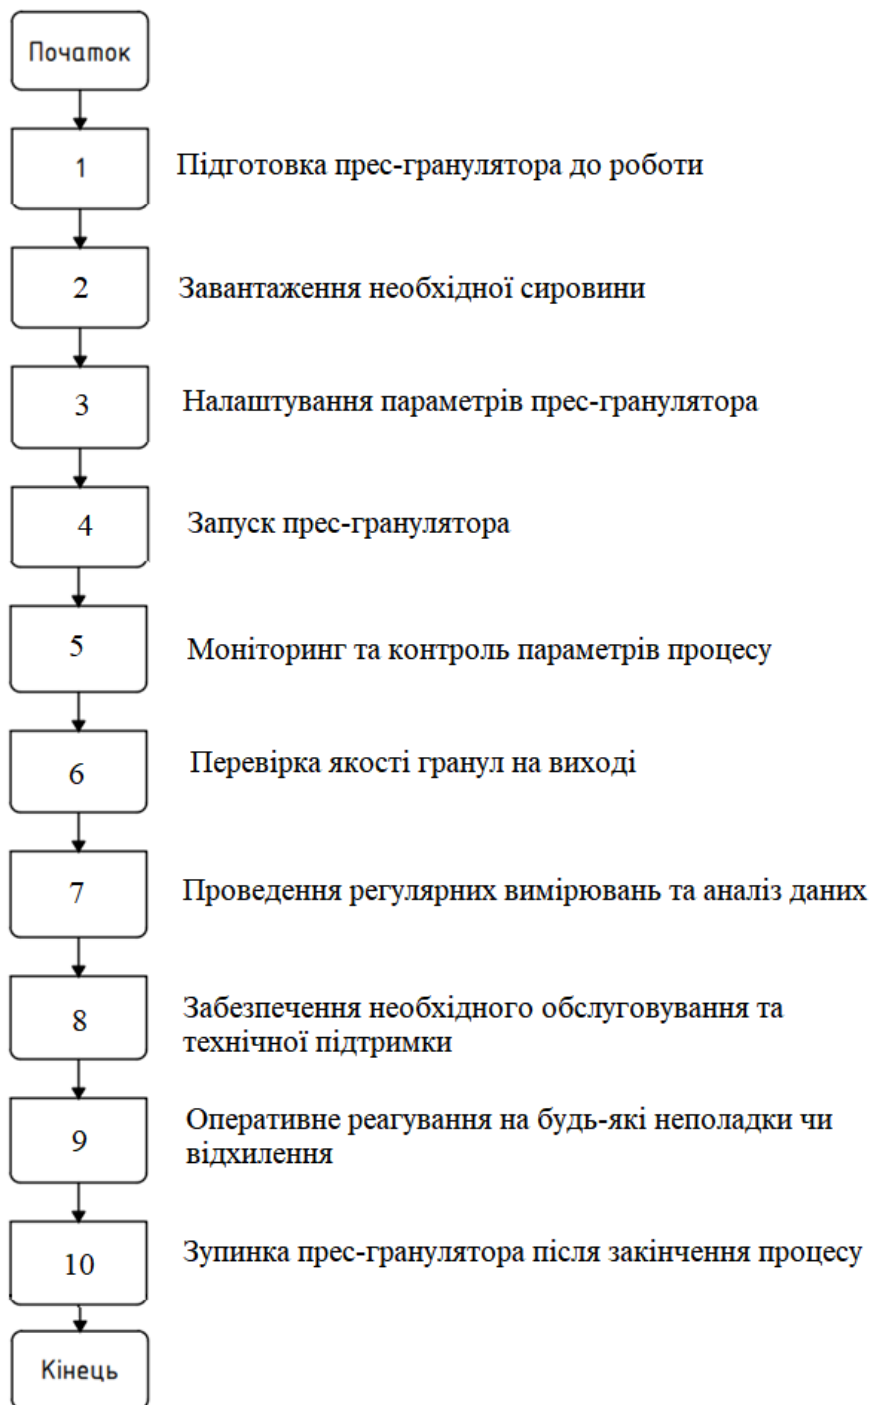 Початок
1
Підготовка прес-гранулятора до роботи
2
Завантаження необхідної сировини
3
Налаштування параметрів прес-гранулятора
4
Запуск прес-гранулятора
5
Моніторинг та контроль параметрів процесу
6
Перевірка якості гранул на виході
7
Проведення регулярних вимірювань та аналіз даних
8
Забезпечення необхідного обслуговування та
технічної підтримки
9
Оперативне реагування на будь-які неполадки чи
відхилення
10
Зупинка прес-гранулятора після закінчення процесу
Кінець